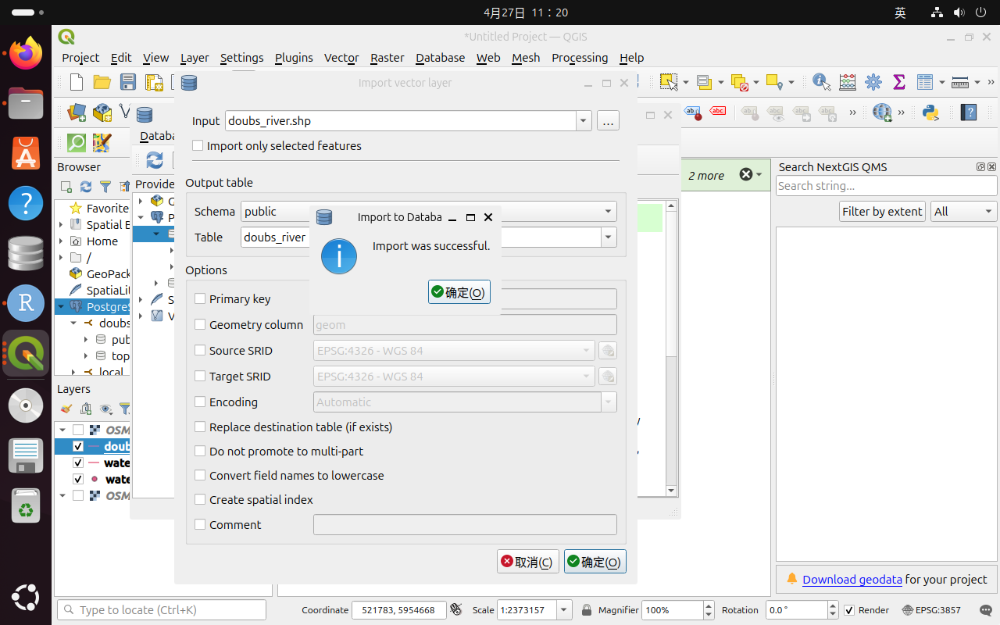 4月27日 11：20
英
*Untitled Project — QGIS
Project Edit View Layer Settings Plugins Vector Raster Database Web Mesh Processing Help
Import vector layer
Input doubs_river.shp
...
Import only selected features
Output table
Schema public
Table doubs_river
Import to Databa
Import was successful.
确定(O)
Options
Primary key
Geometry column geom
Source SRID EPSG:4326 - WGS 84
Target SRID EPSG:4326 - WGS 84
Encoding Automatic
Replace destination table (if exists)
Do not promote to multi-part
Convert field names to lowercase
Create spatial index
Comment
取消(C) 确定(O)
Databa
Provide
Browser
Favorite
Spatial B
Home
/
GeoPack
SpatiaLit
PostgreS
doubs
pub
top
local
Layers
OSM
doub
wate
wate
OSM
2 more
abc
Search NextGIS QMS
Search string...
Filter by extent All
Download geodata for your project
Type to locate (Ctrl+K)
Coordinate 521783, 5954668 Scale 1:2373157 Magnifier 100% Rotation 0.0 ° Render EPSG:3857